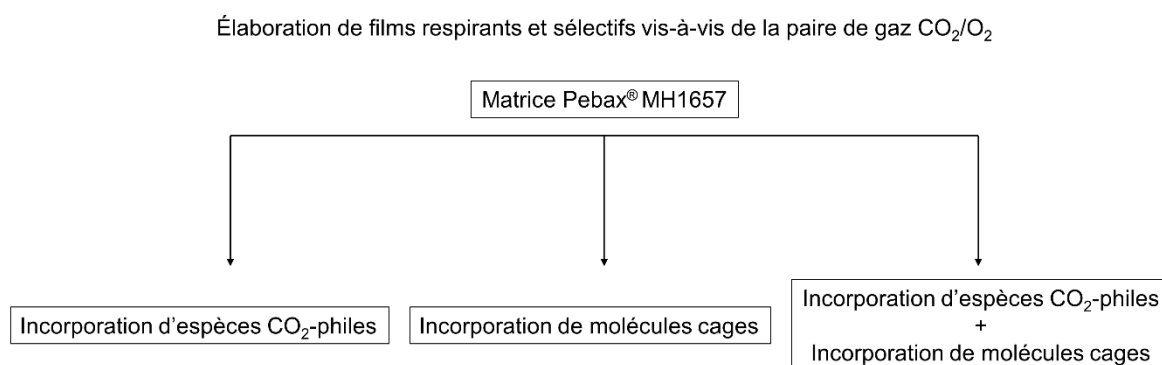 Élaboration de films respirants et sélectifs vis-à-vis de la paire de gaz CO₂/O₂
Matrice Pebax® MH1657
Incorporation d'espèces CO₂-philes
Incorporation de molécules cages
Incorporation d'espèces CO₂-philes
+
Incorporation de molécules cages